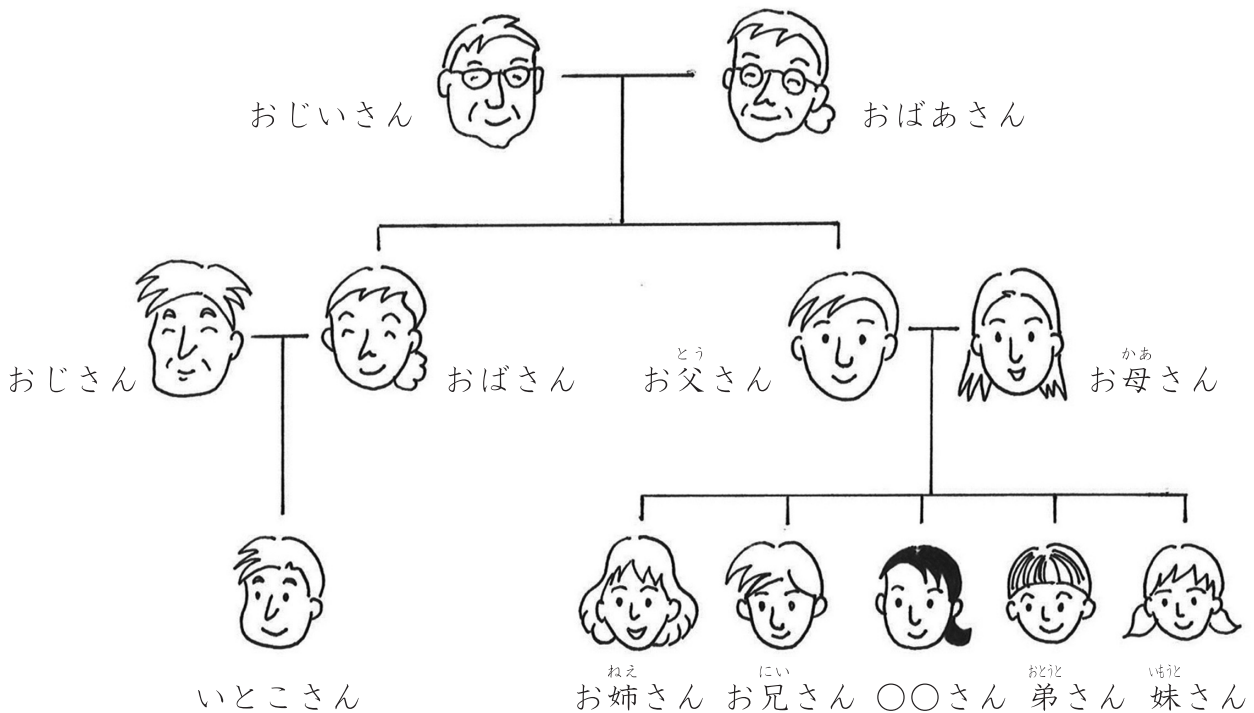 おじいさん
おばあさん
おじさん
おばさん
とう
お父さん
かあ
お母さん
いとこさん
ねえ
お姉さん
にい
お兄さん
○○さん
おとうと
弟さん
いもうと
妹さん